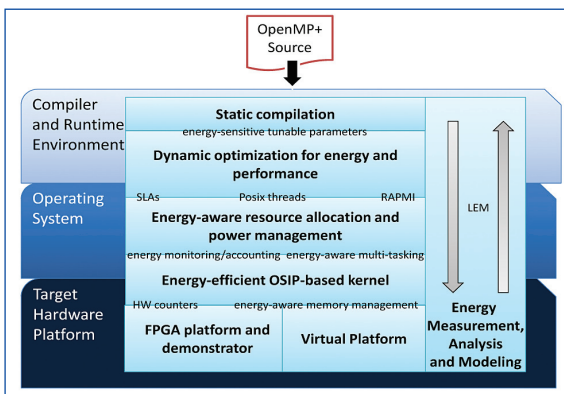 OpenMP+
Source
Compiler
and Runtime
Environment
Static compilation
energy-sensitive tunable parameters
Dynamic optimization for energy and
performance
SLAs Posix threads RAPMI
Operating
System
Energy-aware resource allocation and
power management
energy monitoring/accounting energy-aware multi-tasking
Energy-efficient OSIP-based kernel
Target
Hardware
Platform
HW counters energy-aware memory management
FPGA platform and
demonstrator
Virtual Platform
LEM
Energy
Measurement,
Analysis
and Modeling